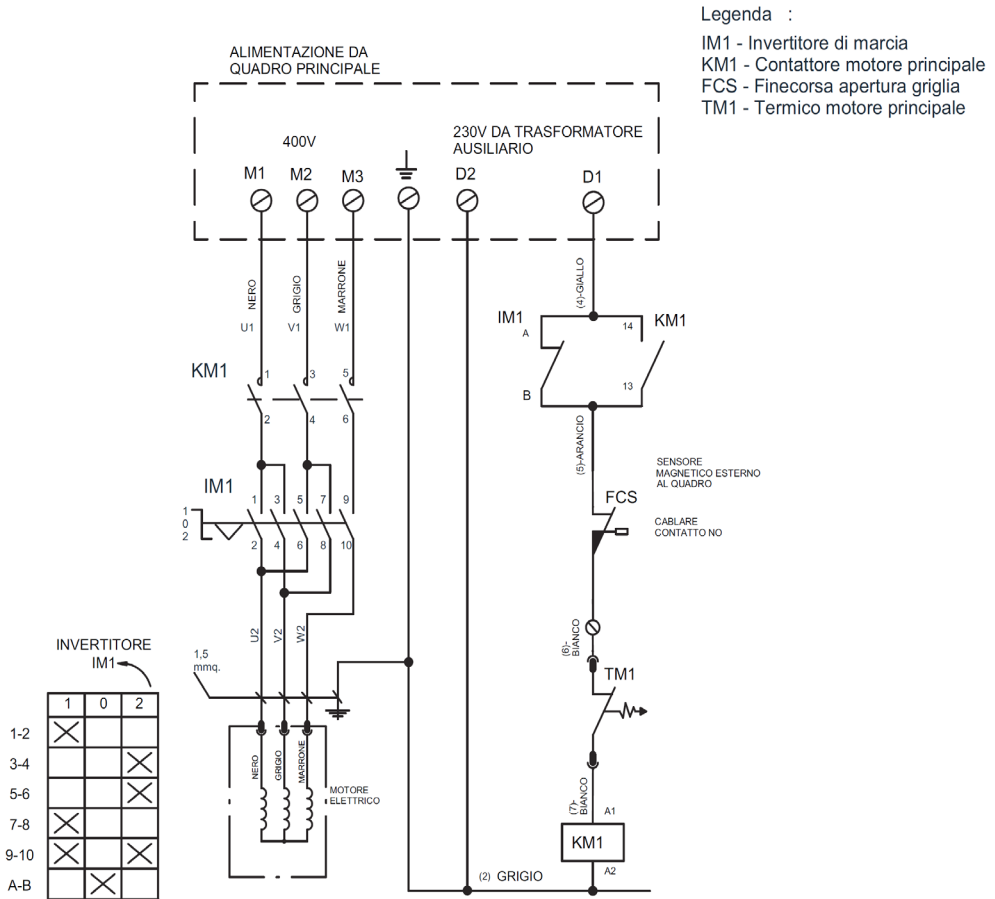 Legenda :
IM1 - Invertitore di marcia
KM1 - Contattore motore principale
FCS - Finecorsa apertura griglia
TM1 - Termico motore principale
ALIMENTAZIONE DA
QUADRO PRINCIPALE
400V
230V DA TRASFORMATORE
AUSILIARIO
M1 M2 M3 D2 D1
NERO
GRIGIO
MARRONE
(4)-GIALLO
U1 V1 W1
IM1
A
B
14
13
KM1
KM1
1 3 5
2 4 6
(5)-ARANCIO
SENSORE
MAGNETICO ESTERNO
AL QUADRO
FCS
CABLARE
CONTATTO NO
IM1
1
0
2
1 3 5 7 9
2 4 6 8 10
U2 V2 W2
(6)-
BIANCO
TM1
1,5
mmq.
NERO
GRIGIO
MARRONE
MOTORE
ELETTRICO
(7)-
BIANCO
A1
KM1
A2
(2) GRIGIO
INVERTITORE
IM1
1 0 2
1-2
3-4
5-6
7-8
9-10
A-B